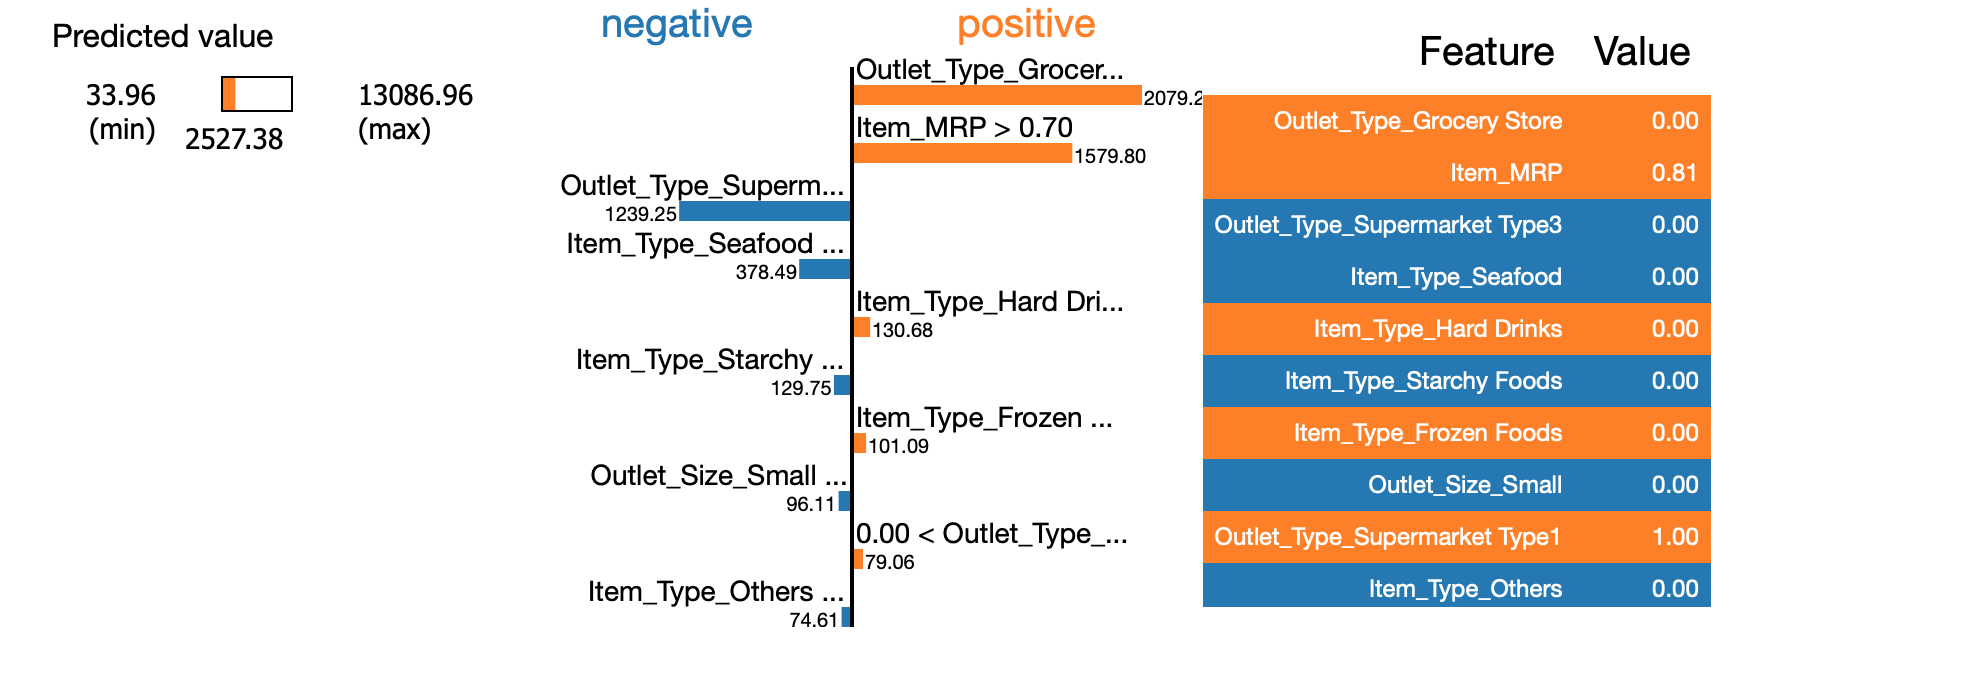 Predicted value
33.96
(min)
2527.38
13086.96
(max)
negative
positive
Outlet_Type_Grocer...
2079.2
Item_MRP > 0.70
1579.80
Outlet_Type_Superm...
1239.25
Item_Type_Seafood ...
378.49
Item_Type_Hard Dri...
130.68
Item_Type_Starchy ...
129.75
Item_Type_Frozen ...
101.09
Outlet_Size_Small ...
96.11
0.00 < Outlet_Type_...
79.06
Item_Type_Others ...
74.61
Feature Value
Outlet_Type_Grocery Store 0.00
Item_MRP 0.81
Outlet_Type_Supermarket Type3 0.00
Item_Type_Seafood 0.00
Item_Type_Hard Drinks 0.00
Item_Type_Starchy Foods 0.00
Item_Type_Frozen Foods 0.00
Outlet_Size_Small 0.00
Outlet_Type_Supermarket Type1 1.00
Item_Type_Others 0.00